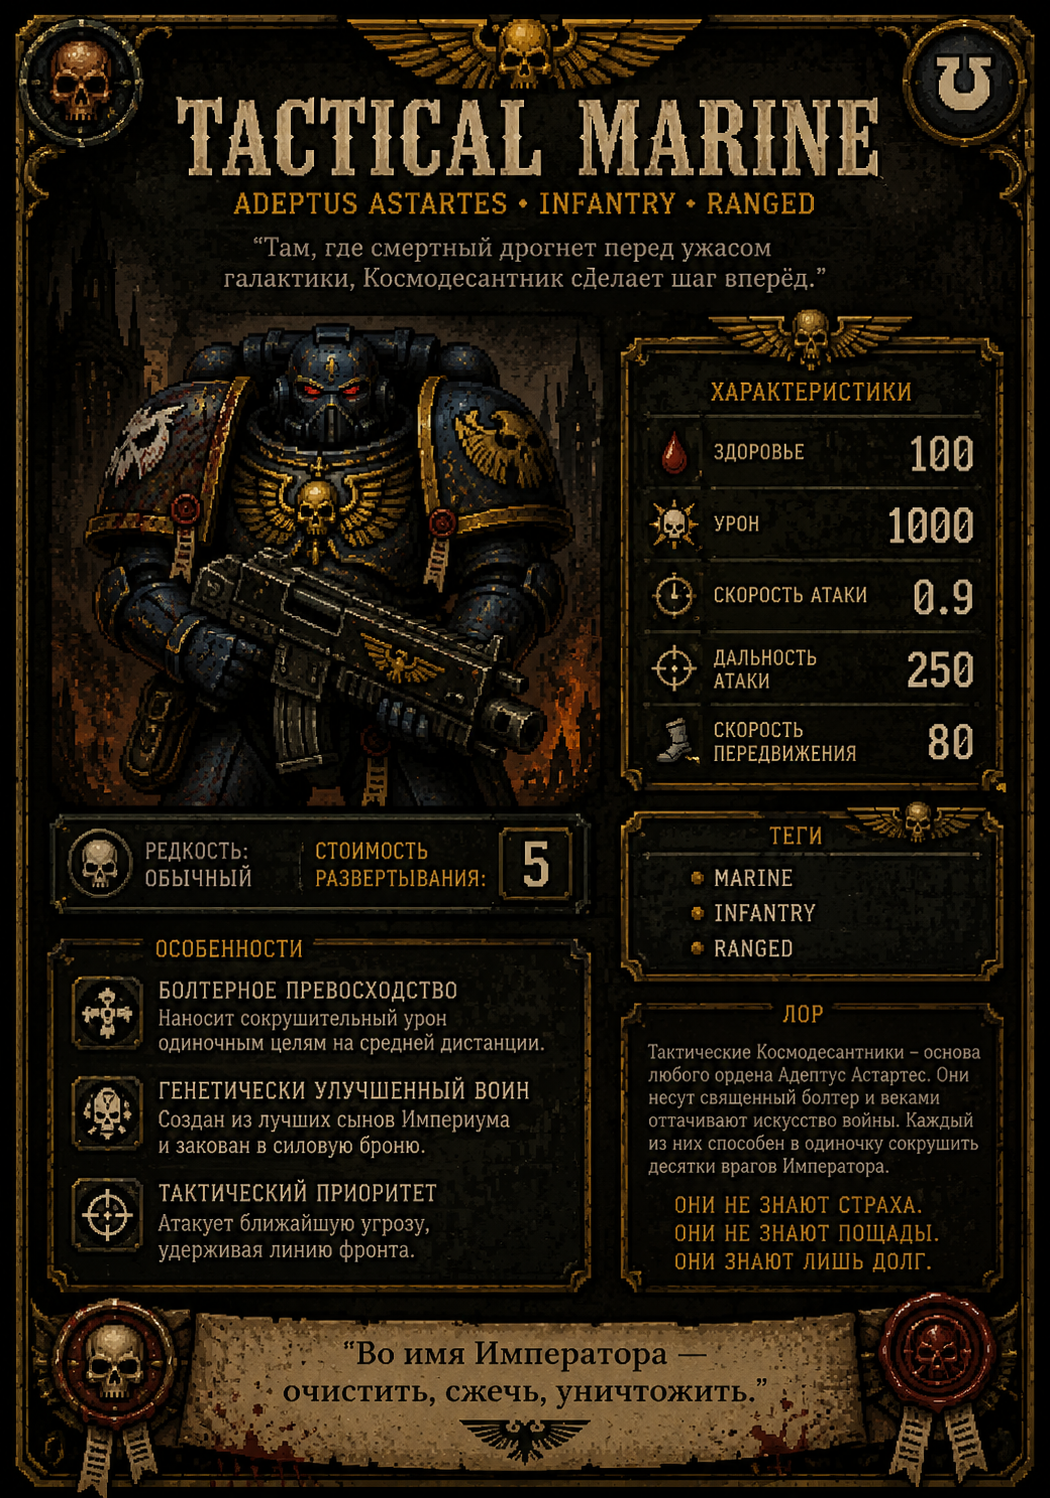 TACTICAL MARINE
ADEPTUS ASTARTES • INFANTRY • RANGED
“Там, где смертный дрогнет перед ужасом
галактики, Космодесантник сделает шаг вперёд.”
ХАРАКТЕРИСТИКИ
ЗДОРОВЬЕ 100
УРОН 1000
СКОРОСТЬ АТАКИ 0.9
ДАЛЬНОСТЬ
АТАКИ 250
СКОРОСТЬ
ПЕРЕДВИЖЕНИЯ 80
РЕДКОСТЬ:
ОБЫЧНЫЙ
СТОИМОСТЬ
РАЗВЕРТЫВАНИЯ: 5
ТЕГИ
• MARINE
• INFANTRY
• RANGED
ОСОБЕННОСТИ
БОЛТЕРНОЕ ПРЕВОСХОДСТВО
Наносит сокрушительный урон
одиночным целям на средней дистанции.
ГЕНЕТИЧЕСКИ УЛУЧШЕННЫЙ ВОИН
Создан из лучших сынов Империума
и закован в силовую броню.
ТАКТИЧЕСКИЙ ПРИОРИТЕТ
Атакует ближайшую угрозу,
удерживая линию фронта.
ЛОР
Тактические Космодесантники – основа
любого ордена Адептус Астартес. Они
несут священный болтер и веками
оттачивают искусство войны. Каждый
из них способен в одиночку сокрушить
десятки врагов Императора.
ОНИ НЕ ЗНАЮТ СТРАХА.
ОНИ НЕ ЗНАЮТ ПОЩАДЫ.
ОНИ ЗНАЮТ ЛИШЬ ДОЛГ.
“Во имя Императора —
очистить, сжечь, уничтожить.”